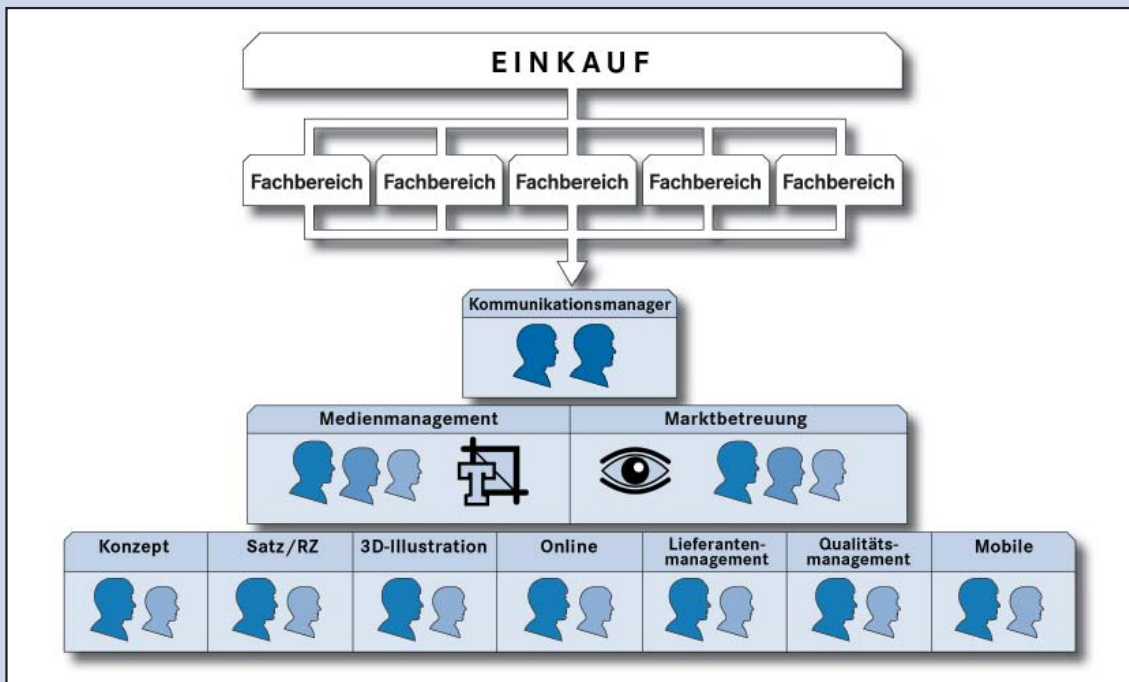 EINKAUF
Fachbereich Fachbereich Fachbereich Fachbereich Fachbereich
Kommunikationsmanager
Medienmanagement Marktbetreuung
Konzept Satz/RZ 3D-Illustration Online Lieferanten-
management Qualitäts-
management Mobile
T